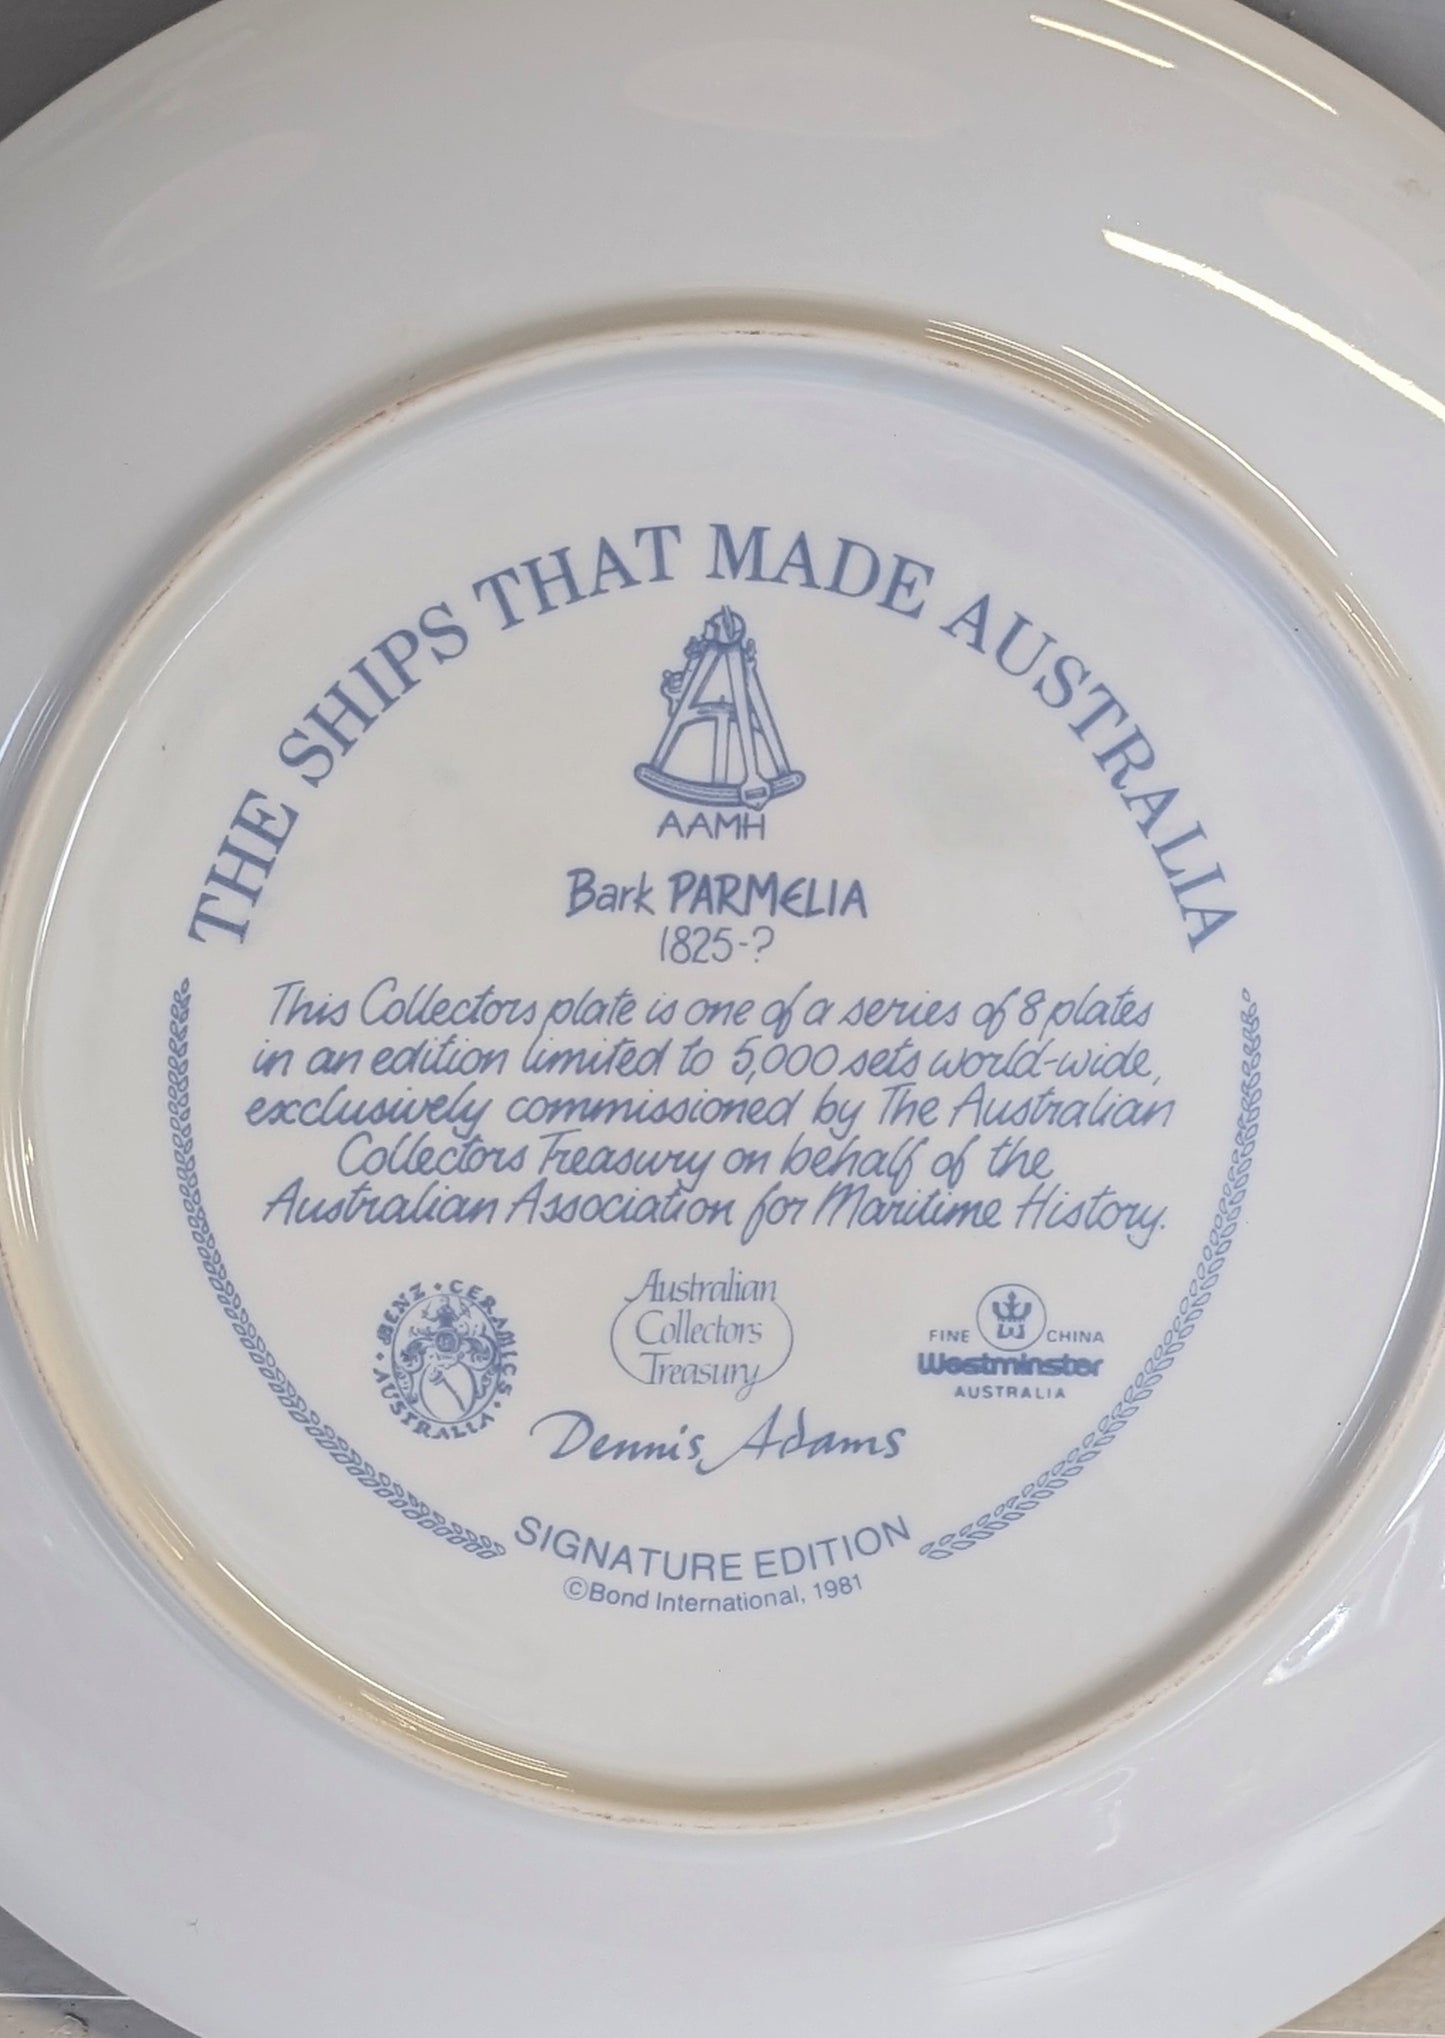 THE SHIPS THAT MADE AUSTRALIA
AAMH
Bark PARMELIA
1825-?
This Collectors plate is one of a series of 8 plates
in an edition limited to 5,000 sets world-wide,
exclusively commissioned by The Australian
Collectors Treasury on behalf of the
Australian Association for Maritime History.
BENZ • CERAMICS • AUSTRALIA •
Australian
Collectors
Treasury
FINE CHINA
Westminster
AUSTRALIA
Dennis Adams
SIGNATURE EDITION
©Bond International, 1981